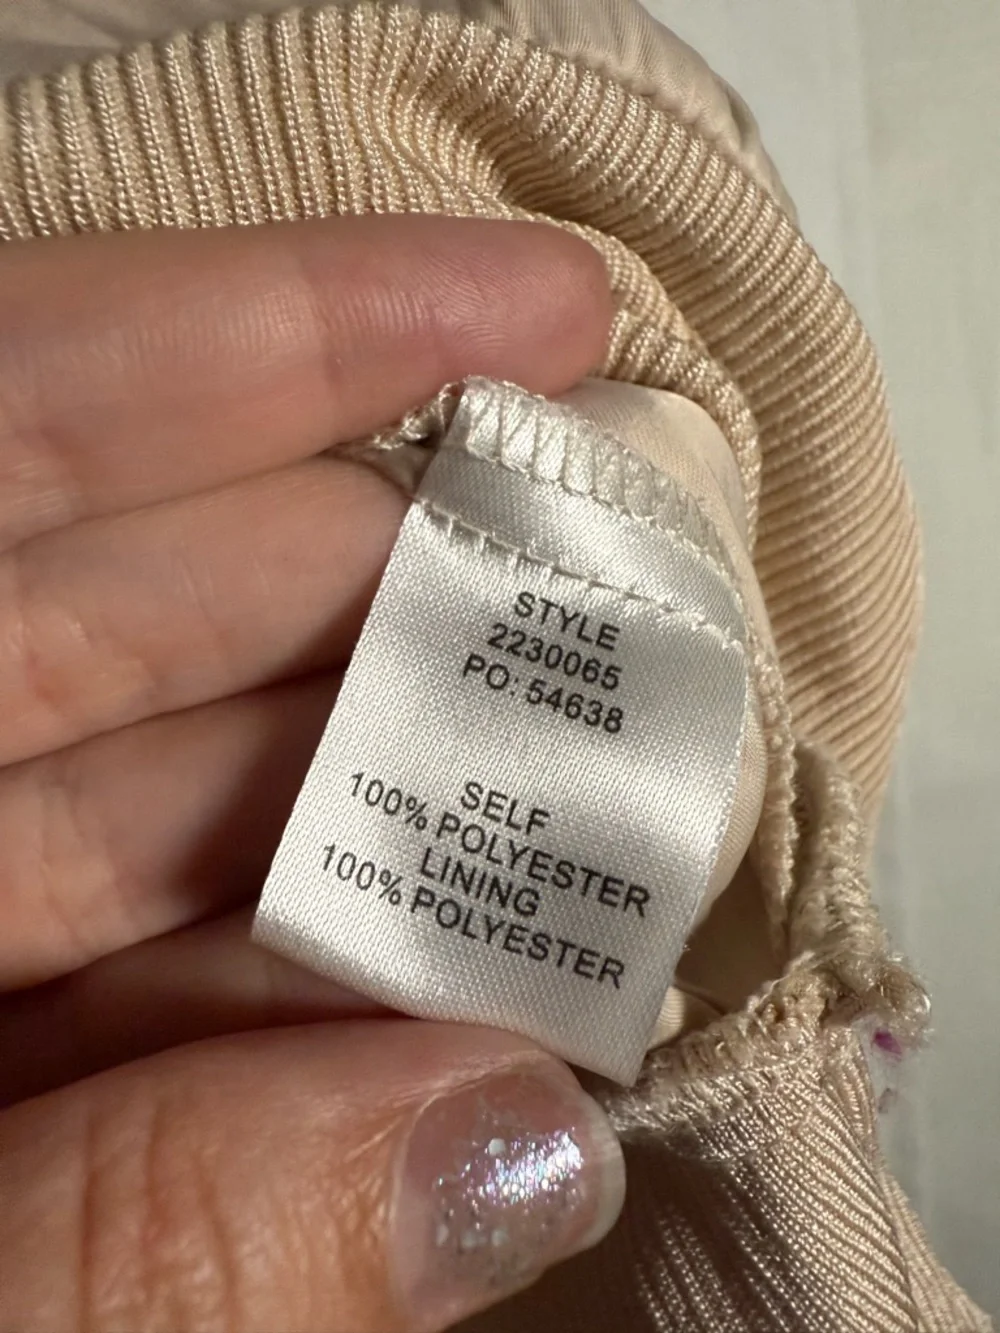 STYLE
2230065
PO: 54638
SELF
100% POLYESTER
LINING
100% POLYESTER